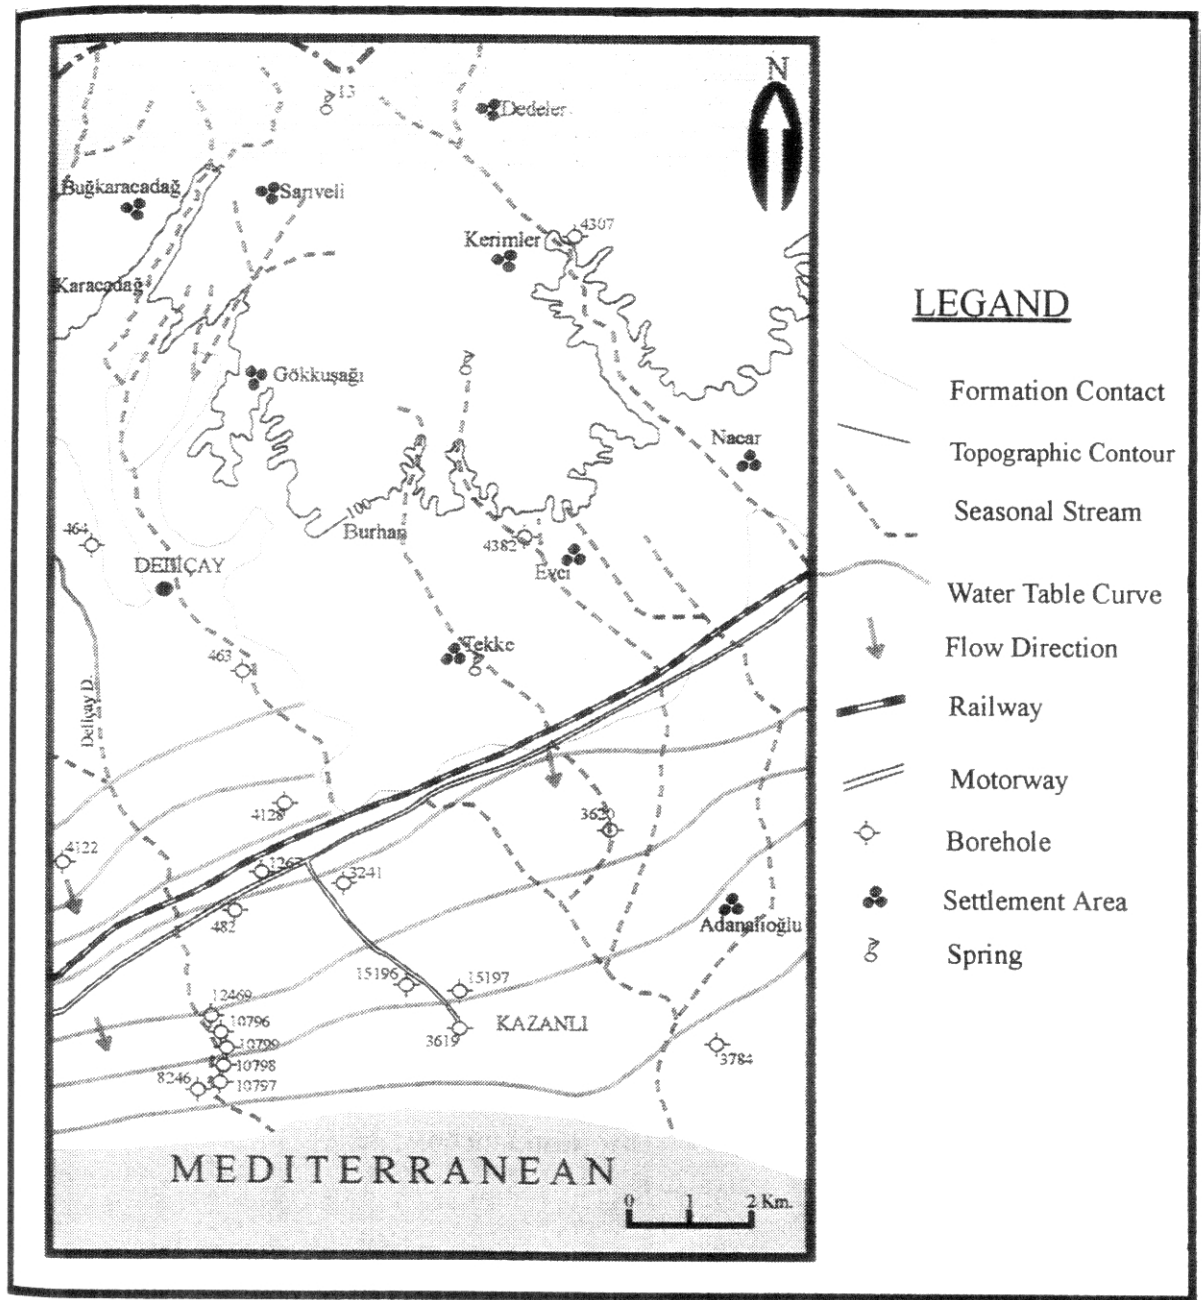 N
13
Dedeler
Buğkaracadağ
Sarıveli
4307
Kerimler
Karacadağ
Gökkuşağı
Nacar
100
Burhan
464
4382
DELİÇAY
Evci
Tekke
463
Deliçay D.
4128
3620
4122
1267
3241
482
Adanalıoğlu
15196
15197
12469
10796
KAZANLI
3619
10799
3784
10798
8246
10797
MEDITERRANEAN
0 1 2 Km.
LEGAND
Formation Contact
Topographic Contour
Seasonal Stream
Water Table Curve
Flow Direction
Railway
Motorway
Borehole
Settlement Area
Spring